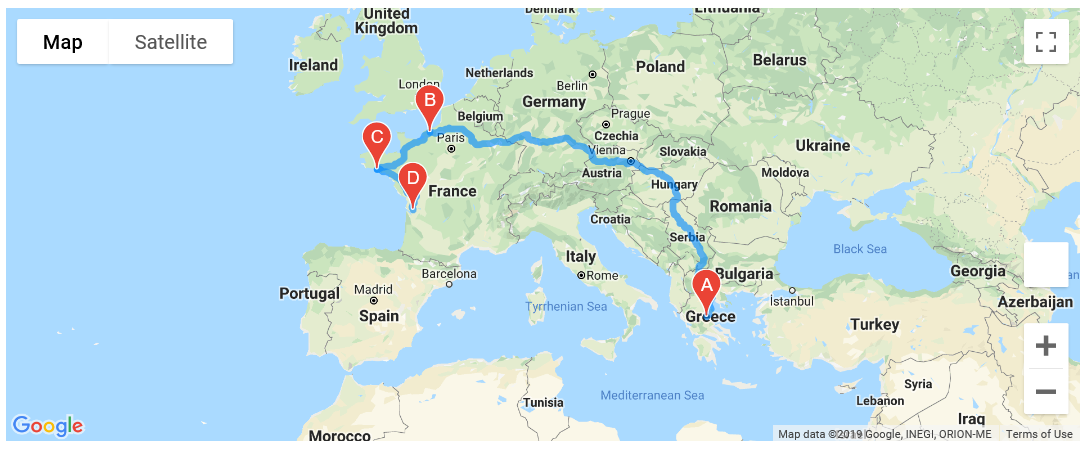 Map
Satellite
United
Kingdom
Denmark
Lithuania
Ireland
London
Netherlands
Berlin
Poland
Belarus
B
Germany
Belgium
Prague
C
Paris
Czechia
Ukraine
Vienna
Slovakia
Austria
Moldova
D
France
Hungary
Romania
Croatia
Serbia
Black Sea
Italy
Barcelona
Rome
Bulgaria
Georgia
A
Portugal
Madrid
Spain
Tyrrhenian Sea
Greece
İstanbul
Azerbaijan
Turkey
Mediterranean Sea
Syria
Tunisia
Lebanon
Iraq
Google
Morocco
Map data ©2019 Google, INEGI, ORION-ME
Terms of Use